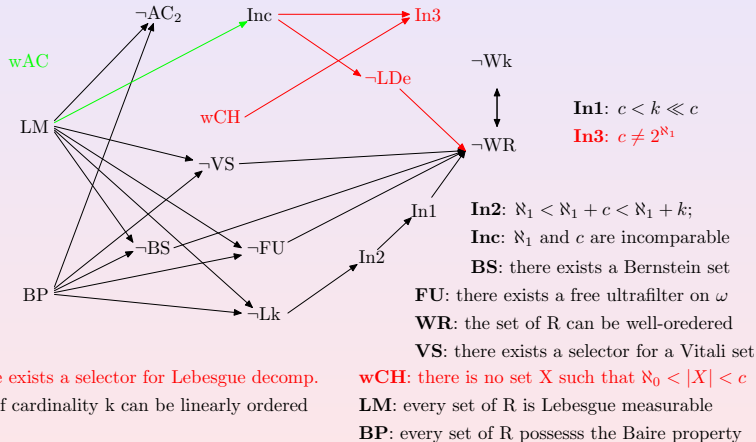 ¬AC₂
Inc
In3
wAC
¬Wk
¬LDe
In1: c < k ≪ c
wCH
LM
In3: c ≠ 2^ℵ₁
¬WR
¬VS
In1
In2: ℵ₁ < ℵ₁ + c < ℵ₁ + k;
Inc: ℵ₁ and c are incomparable
¬BS
¬FU
In2
BS: there exists a Bernstein set
BP
FU: there exists a free ultrafilter on ω
¬Lk
WR: the set of R can be well-oredered
VS: there exists a selector for a Vitali set
exists a selector for Lebesgue decomp.
wCH: there is no set X such that ℵ₀ < |X| < c
of cardinality k can be linearly ordered
LM: every set of R is Lebesgue measurable
BP: every set of R possesss the Baire property